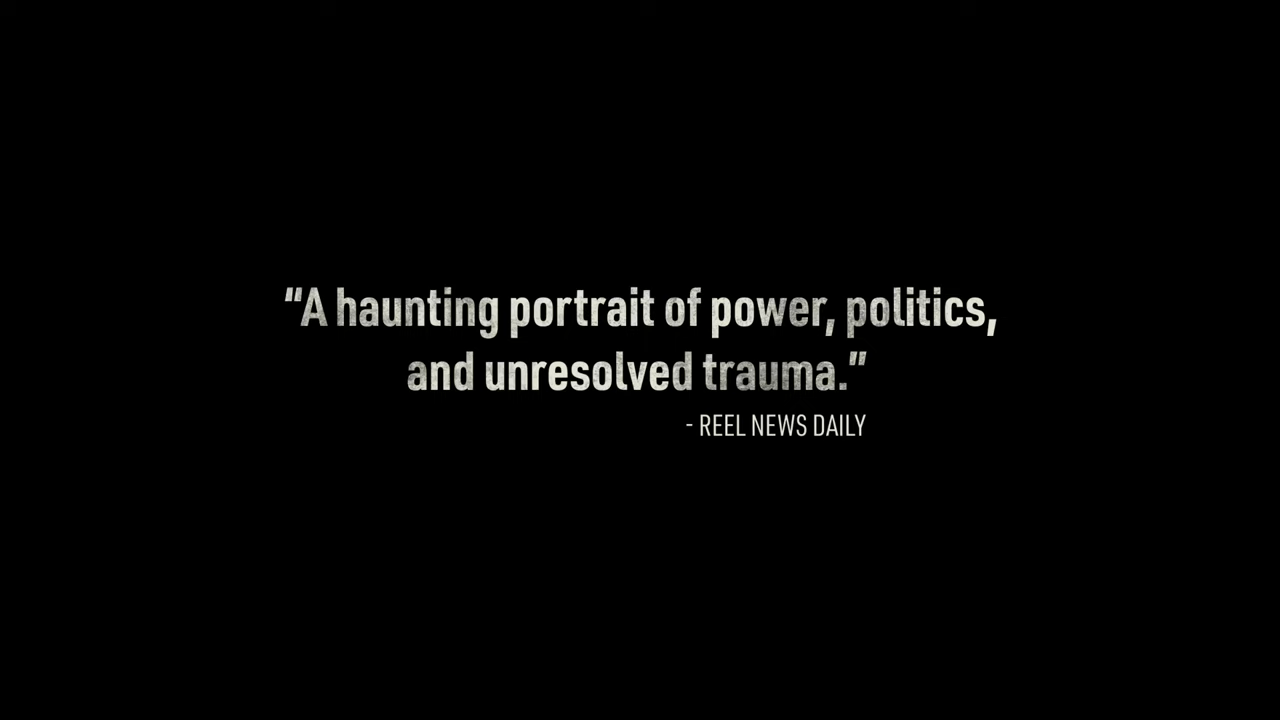 “A haunting portrait of power, politics,
and unresolved trauma.”
- REEL NEWS DAILY